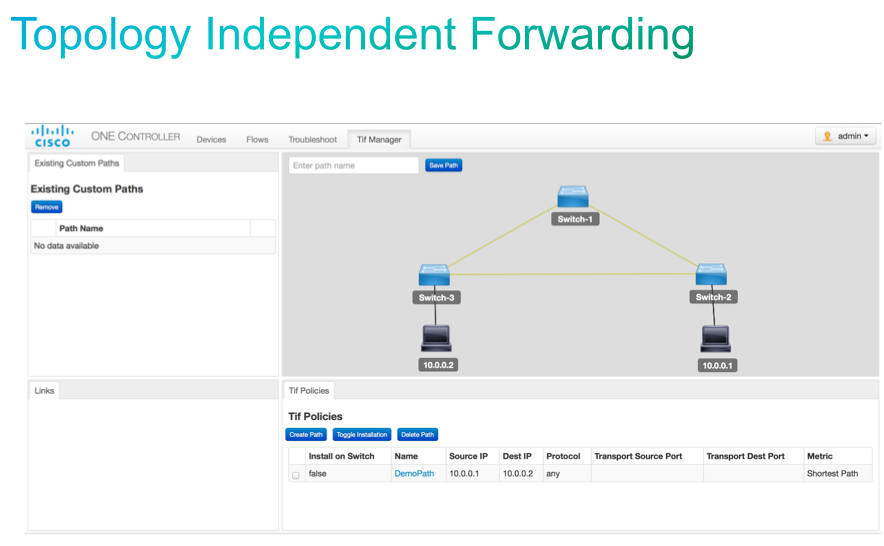 Topology Independent Forwarding
CISCO
ONE CONTROLLER
Devices
Flows
Troubleshoot
Tif Manager
admin
Existing Custom Paths
Existing Custom Paths
Remove
Path Name
No data available
Enter path name
Save Path
Switch-1
Switch-3
Switch-2
10.0.0.2
10.0.0.1
Links
Tif Policies
Tif Policies
Create Path
Toggle Installation
Delete Path
Install on Switch Name Source IP Dest IP Protocol Transport Source Port Transport Dest Port Metric
false DemoPath 10.0.0.1 10.0.0.2 any Shortest Path